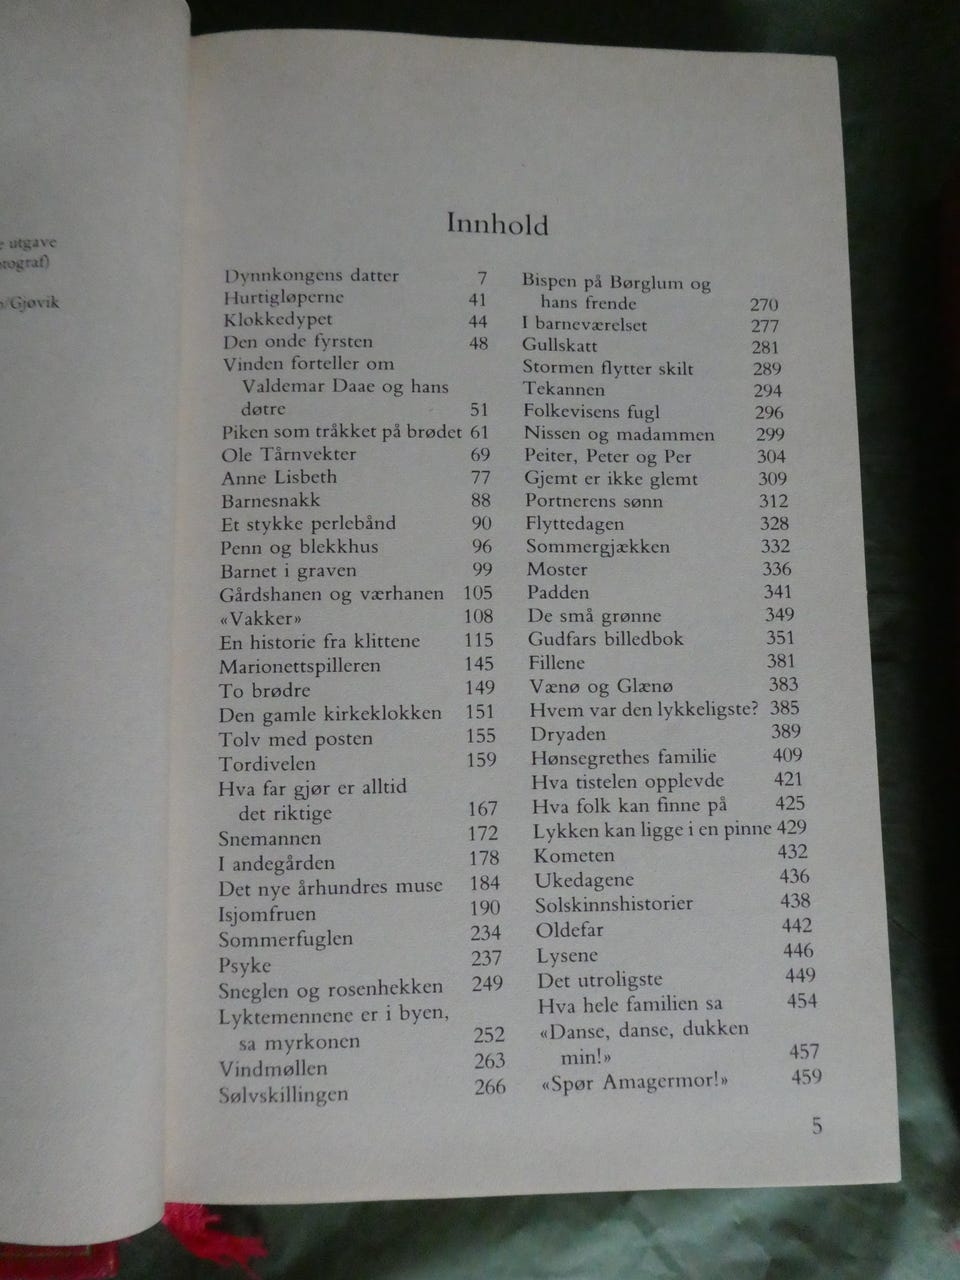 utgave
Gjøvik
Innhold
Dynnkongens datter 7
Hurtigløperne 41
Klokkedypet 44
Den onde fyrsten 48
Vinden forteller om
Valdemar Daae og hans
døtre 51
Piken som tråkket på brødet 61
Ole Tårnvekter 69
Anne Lisbeth 77
Barnesnakk 88
Et stykke perlebånd 90
Penn og blekkhus 96
Barnet i graven 99
Gårdshanen og værhanen 105
«Vakker» 108
En historie fra klittene 115
Marionettspilleren 145
To brødre 149
Den gamle kirkeklokken 151
Tolv med posten 155
Tordivelen 159
Hva far gjør er alltid
det riktige 167
Snemannen 172
I andegården 178
Det nye århundres muse 184
Isjomfruen 190
Sommerfuglen 234
Psyke 237
Sneglen og rosenhekken 249
Lyktemennene er i byen,
sa myrkonen 252
Vindmøllen 263
Sølvskillingen 266
Bispen på Børglum og
hans frende 270
I barneværelset 277
Gullskatt 281
Stormen flytter skilt 289
Tekannen 294
Folkevisens fugl 296
Nissen og madammen 299
Peiter, Peter og Per 304
Gjemt er ikke glemt 309
Portnerens sønn 312
Flyttedagen 328
Sommergjækken 332
Moster 336
Padden 341
De små grønne 349
Gudfars billedbok 351
Fillene 381
Vænø og Glænø 383
Hvem var den lykkeligste? 385
Dryaden 389
Hønsegrethes familie 409
Hva tistelen opplevde 421
Hva folk kan finne på 425
Lykken kan ligge i en pinne 429
Kometen 432
Ukedagene 436
Solskinnshistorier 438
Oldefar 442
Lysene 446
Det utroligste 449
Hva hele familien sa 454
«Danse, danse, dukken
min!» 457
«Spør Amagermor!» 459
5